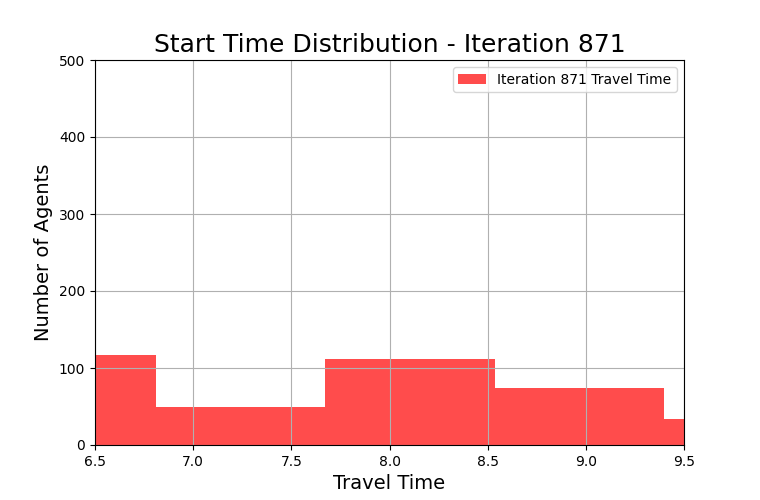 Start Time Distribution - Iteration 871
Iteration 871 Travel Time
Number of Agents
500
400
300
200
100
0
6.5 7.0 7.5 8.0 8.5 9.0 9.5
Travel Time